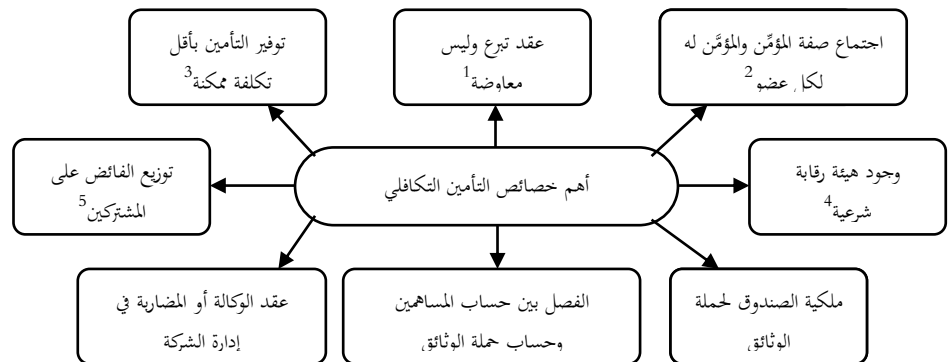 اجتماع صفة المؤمِّن والمؤمَّن له
لكل عضو2
عقد تبرع وليس
معاوضة1
توفير التأمين بأقل
تكلفة ممكنة3
وجود هيئة رقابة
شرعية4
أهم خصائص التأمين التكافلي
توزيع الفائض على
المشتركين5
ملكية الصندوق لحملة
الوثائق
الفصل بين حساب المساهمين
وحساب حملة الوثائق
عقد الوكالة أو المضاربة في
إدارة الشركة